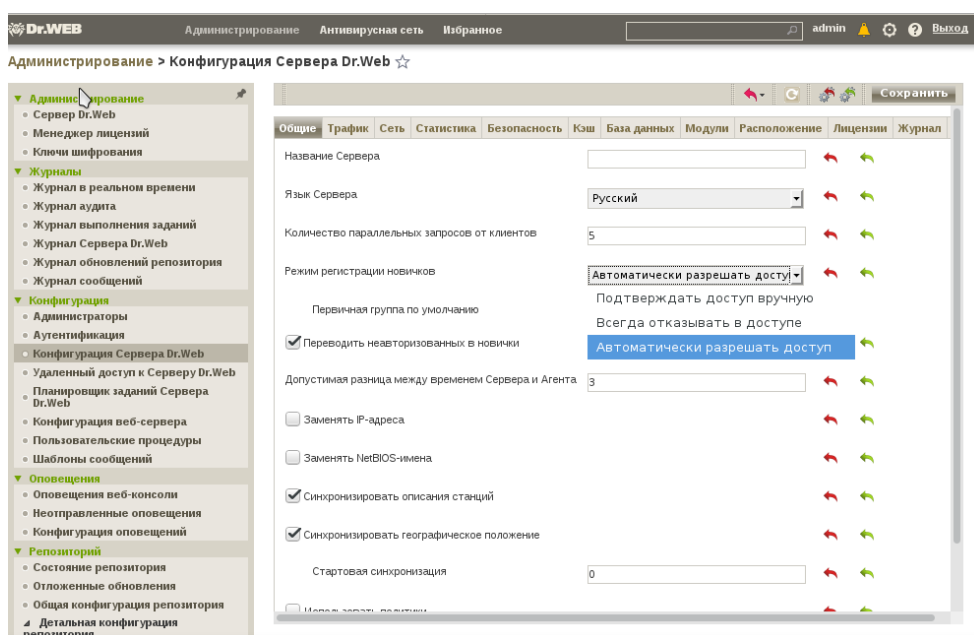 Dr.WEB Администрирование Антивирусная сеть Избранное admin Выход
Администрирование > Конфигурация Сервера Dr.Web
Администрирование
Сервер Dr.Web
Менеджер лицензий
Ключи шифрования
Журналы
Журнал в реальном времени
Журнал аудита
Журнал выполнения заданий
Журнал Сервера Dr.Web
Журнал обновлений репозитория
Журнал сообщений
Конфигурация
Администраторы
Аутентификация
Конфигурация Сервера Dr.Web
Удаленный доступ к Серверу Dr.Web
Планировщик заданий Сервера
Dr.Web
Конфигурация веб-сервера
Пользовательские процедуры
Шаблоны сообщений
Оповещения
Оповещения веб-консоли
Неотправленные оповещения
Конфигурация оповещений
Репозиторий
Состояние репозитория
Отложенные обновления
Общая конфигурация репозитория
Детальная конфигурация
репозитория
Сохранить
Общие Трафик Сеть Статистика Безопасность Кэш База данных Модули Расположение Лицензии Журнал
Название Сервера
Язык Сервера Русский
Количество параллельных запросов от клиентов 5
Режим регистрации новичков Автоматически разрешать досту
Подтверждать доступ вручную
Первичная группа по умолчанию
Всегда отказывать в доступе
Автоматически разрешать доступ
Переводить неавторизованных в новички
Допустимая разница между временем Сервера и Агента 3
Заменять IP-адреса
Заменять NetBIOS-имена
Синхронизировать описания станций
Синхронизировать географическое положение
Стартовая синхронизация 0
Использовать политики